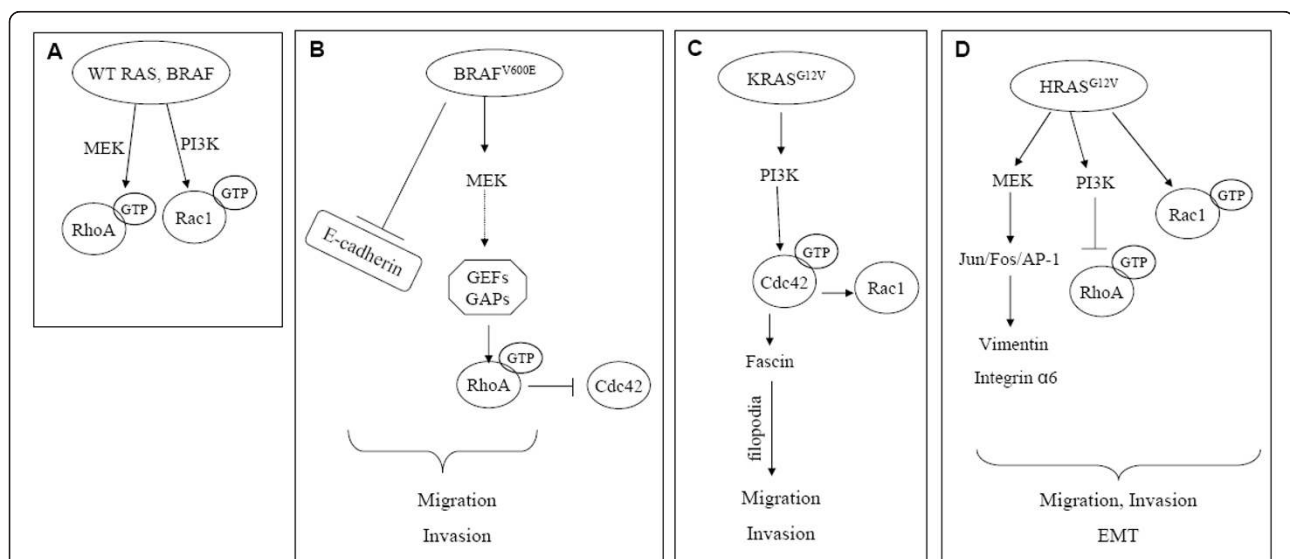 A
WT RAS, BRAF
MEK
PI3K
RhoA
GTP
Rac1
GTP
B
BRAFV600E
MEK
E-cadherin
GEFs
GAPs
GTP
RhoA
Cdc42
Migration
Invasion
C
KRASG12V
PI3K
GTP
Cdc42
Rac1
Fascin
filopodia
Migration
Invasion
D
HRASG12V
MEK
PI3K
Rac1
GTP
Jun/Fos/AP-1
GTP
RhoA
Vimentin
Integrin α6
Migration, Invasion
EMT